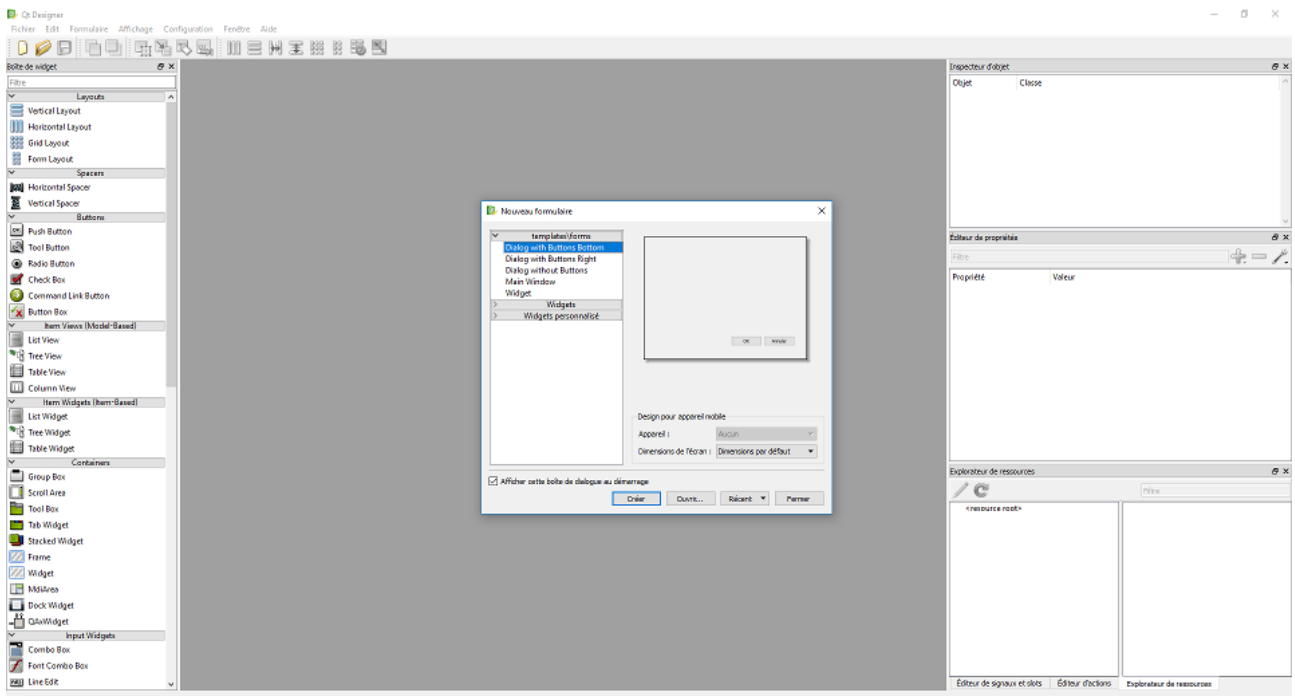 Qt Designer
Fichier Edit Formulaire Affichage Configuration Fenêtre Aide
Boîte de widget
Filtre
Layouts
Vertical Layout
Horizontal Layout
Grid Layout
Form Layout
Spacers
Horizontal Spacer
Vertical Spacer
Buttons
Push Button
Tool Button
Radio Button
Check Box
Command Link Button
Button Box
Item Views (Model-Based)
List View
Tree View
Table View
Column View
Item Widgets (Item-Based)
List Widget
Tree Widget
Table Widget
Containers
Group Box
Scroll Area
Tool Box
Tab Widget
Stacked Widget
Frame
Widget
MdiArea
Dock Widget
QAxWidget
Input Widgets
Combo Box
Font Combo Box
Line Edit
Nouveau formulaire
templates\forms
Dialog with Buttons Bottom
Dialog with Buttons Right
Dialog without Buttons
Main Window
Widget
Widgets
Widgets personnalisé
OK Annuler
Design pour appareil mobile
Appareil : Aucun
Dimensions de l'écran : Dimensions par défaut
Afficher cette boîte de dialogue au démarrage
Créer Ouvrir... Récent Fermer
Inspecteur d'objet
Objet Classe
Éditeur de propriétés
Filtre
Propriété Valeur
Explorateur de ressources
Filtre
<resource root>
Éditeur de signaux et slots Éditeur d'actions Explorateur de ressources